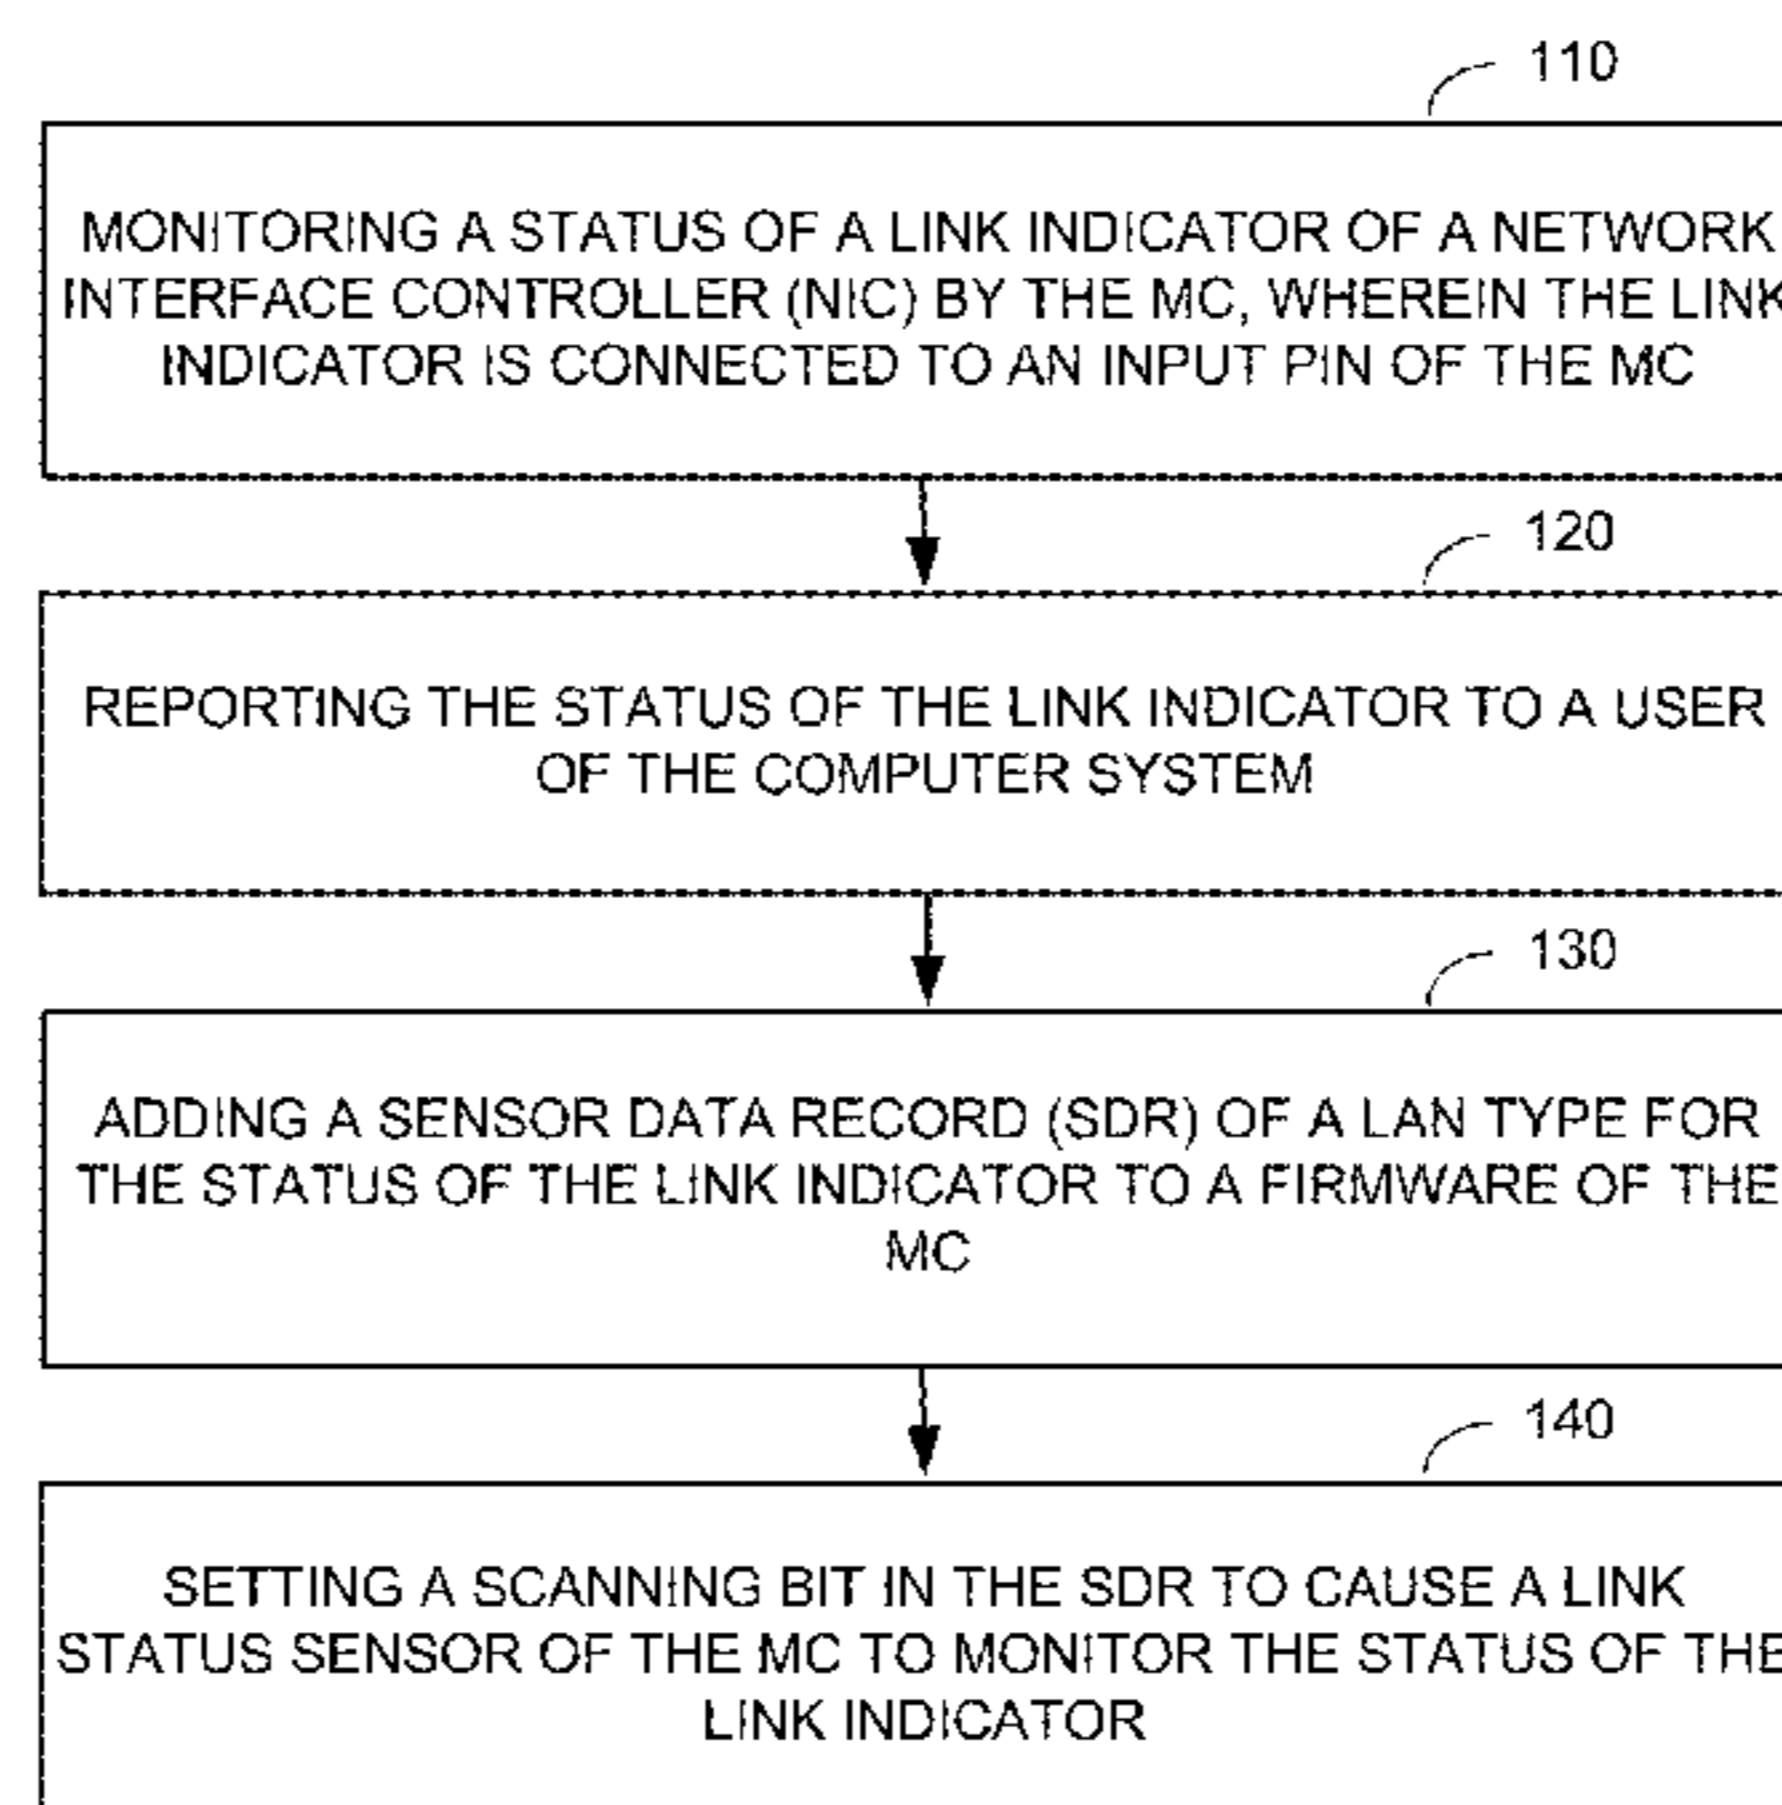 110
MONITORING A STATUS OF A LINK INDICATOR OF A NETWORK
INTERFACE CONTROLLER (NIC) BY THE MC, WHEREIN THE LINK
INDICATOR IS CONNECTED TO AN INPUT PIN OF THE MC
120
REPORTING THE STATUS OF THE LINK INDICATOR TO A USER
OF THE COMPUTER SYSTEM
130
ADDING A SENSOR DATA RECORD (SDR) OF A LAN TYPE FOR
THE STATUS OF THE LINK INDICATOR TO A FIRMWARE OF THE
MC
140
SETTING A SCANNING BIT IN THE SDR TO CAUSE A LINK
STATUS SENSOR OF THE MC TO MONITOR THE STATUS OF THE
LINK INDICATOR